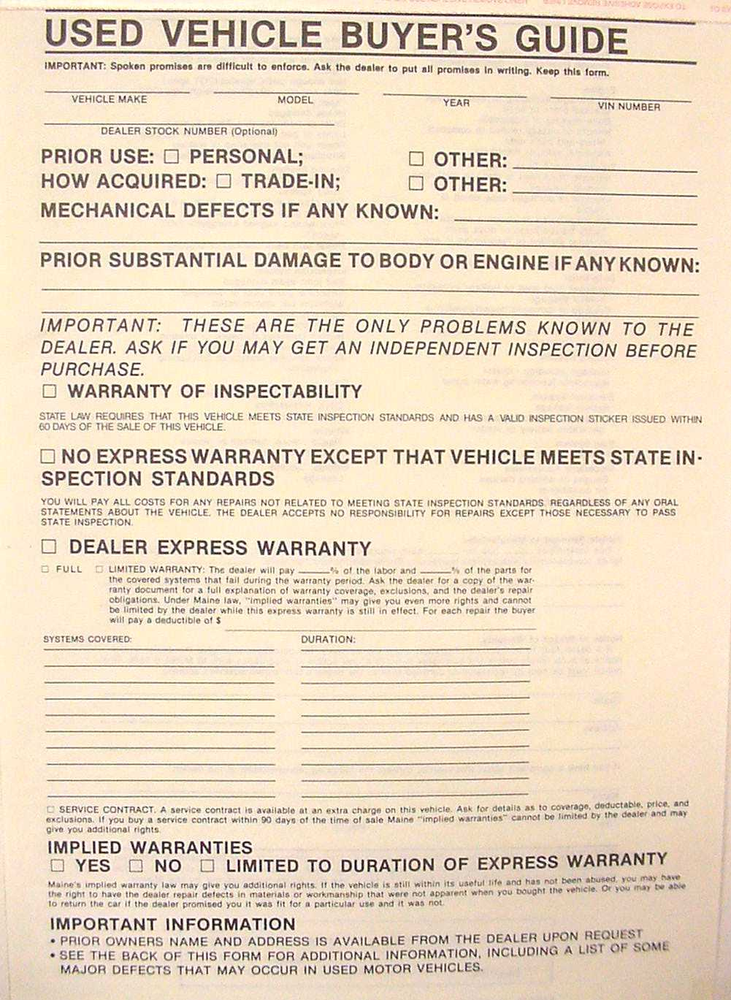 USED VEHICLE BUYER'S GUIDE
IMPORTANT: Spoken promises are difficult to enforce. Ask the dealer to put all promises in writing. Keep this form.
VEHICLE MAKE MODEL YEAR VIN NUMBER
DEALER STOCK NUMBER (Optional)
PRIOR USE: ☐ PERSONAL; ☐ OTHER:
HOW ACQUIRED: ☐ TRADE-IN; ☐ OTHER:
MECHANICAL DEFECTS IF ANY KNOWN:
PRIOR SUBSTANTIAL DAMAGE TO BODY OR ENGINE IF ANY KNOWN:
IMPORTANT: THESE ARE THE ONLY PROBLEMS KNOWN TO THE
DEALER. ASK IF YOU MAY GET AN INDEPENDENT INSPECTION BEFORE
PURCHASE.
☐ WARRANTY OF INSPECTABILITY
STATE LAW REQUIRES THAT THIS VEHICLE MEETS STATE INSPECTION STANDARDS AND HAS A VALID INSPECTION STICKER ISSUED WITHIN
60 DAYS OF THE SALE OF THIS VEHICLE.
☐ NO EXPRESS WARRANTY EXCEPT THAT VEHICLE MEETS STATE IN-
SPECTION STANDARDS
YOU WILL PAY ALL COSTS FOR ANY REPAIRS NOT RELATED TO MEETING STATE INSPECTION STANDARDS REGARDLESS OF ANY ORAL
STATEMENTS ABOUT THE VEHICLE. THE DEALER ACCEPTS NO RESPONSIBILITY FOR REPAIRS EXCEPT THOSE NECESSARY TO PASS
STATE INSPECTION.
☐ DEALER EXPRESS WARRANTY
☐ FULL ☐ LIMITED WARRANTY: The dealer will pay ______% of the labor and ______% of the parts for
the covered systems that fail during the warranty period. Ask the dealer for a copy of the war-
ranty document for a full explanation of warranty coverage, exclusions, and the dealer's repair
obligations. Under Maine law, "implied warranties" may give you even more rights and cannot
be limited by the dealer while this express warranty is still in effect. For each repair the buyer
will pay a deductible of $
SYSTEMS COVERED: DURATION:
☐ SERVICE CONTRACT. A service contract is available at an extra charge on this vehicle. Ask for details as to coverage, deductable, price, and
exclusions. If you buy a service contract within 90 days of the time of sale Maine "implied warranties" cannot be limited by the dealer and may
give you additional rights.
IMPLIED WARRANTIES
☐ YES ☐ NO ☐ LIMITED TO DURATION OF EXPRESS WARRANTY
Maine's implied warranty law may give you additional rights. If the vehicle is still within its useful life and has not been abused, you may have
the right to have the dealer repair defects in materials or workmanship that were not apparent when you bought the vehicle. Or you may be able
to return the car if the dealer promised you it was fit for a particular use and it was not.
IMPORTANT INFORMATION
• PRIOR OWNERS NAME AND ADDRESS IS AVAILABLE FROM THE DEALER UPON REQUEST
• SEE THE BACK OF THIS FORM FOR ADDITIONAL INFORMATION, INCLUDING A LIST OF SOME
MAJOR DEFECTS THAT MAY OCCUR IN USED MOTOR VEHICLES.